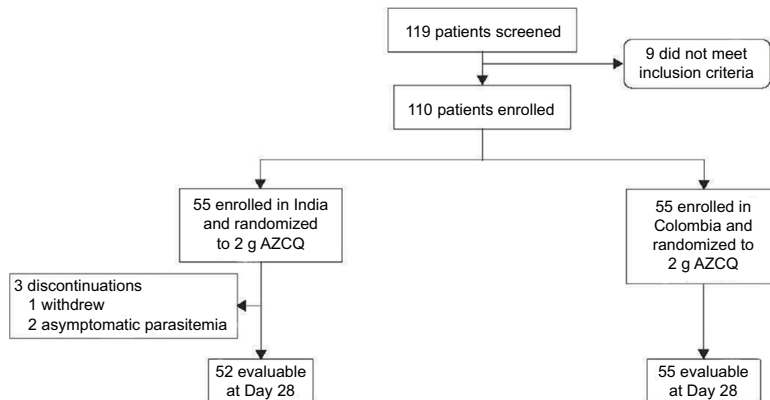 119 patients screened
9 did not meet
inclusion criteria
110 patients enrolled
55 enrolled in India
and randomized
to 2 g AZCQ
55 enrolled in
Colombia and
randomized to
2 g AZCQ
3 discontinuations
1 withdrew
2 asymptomatic parasitemia
52 evaluable
at Day 28
55 evaluable
at Day 28